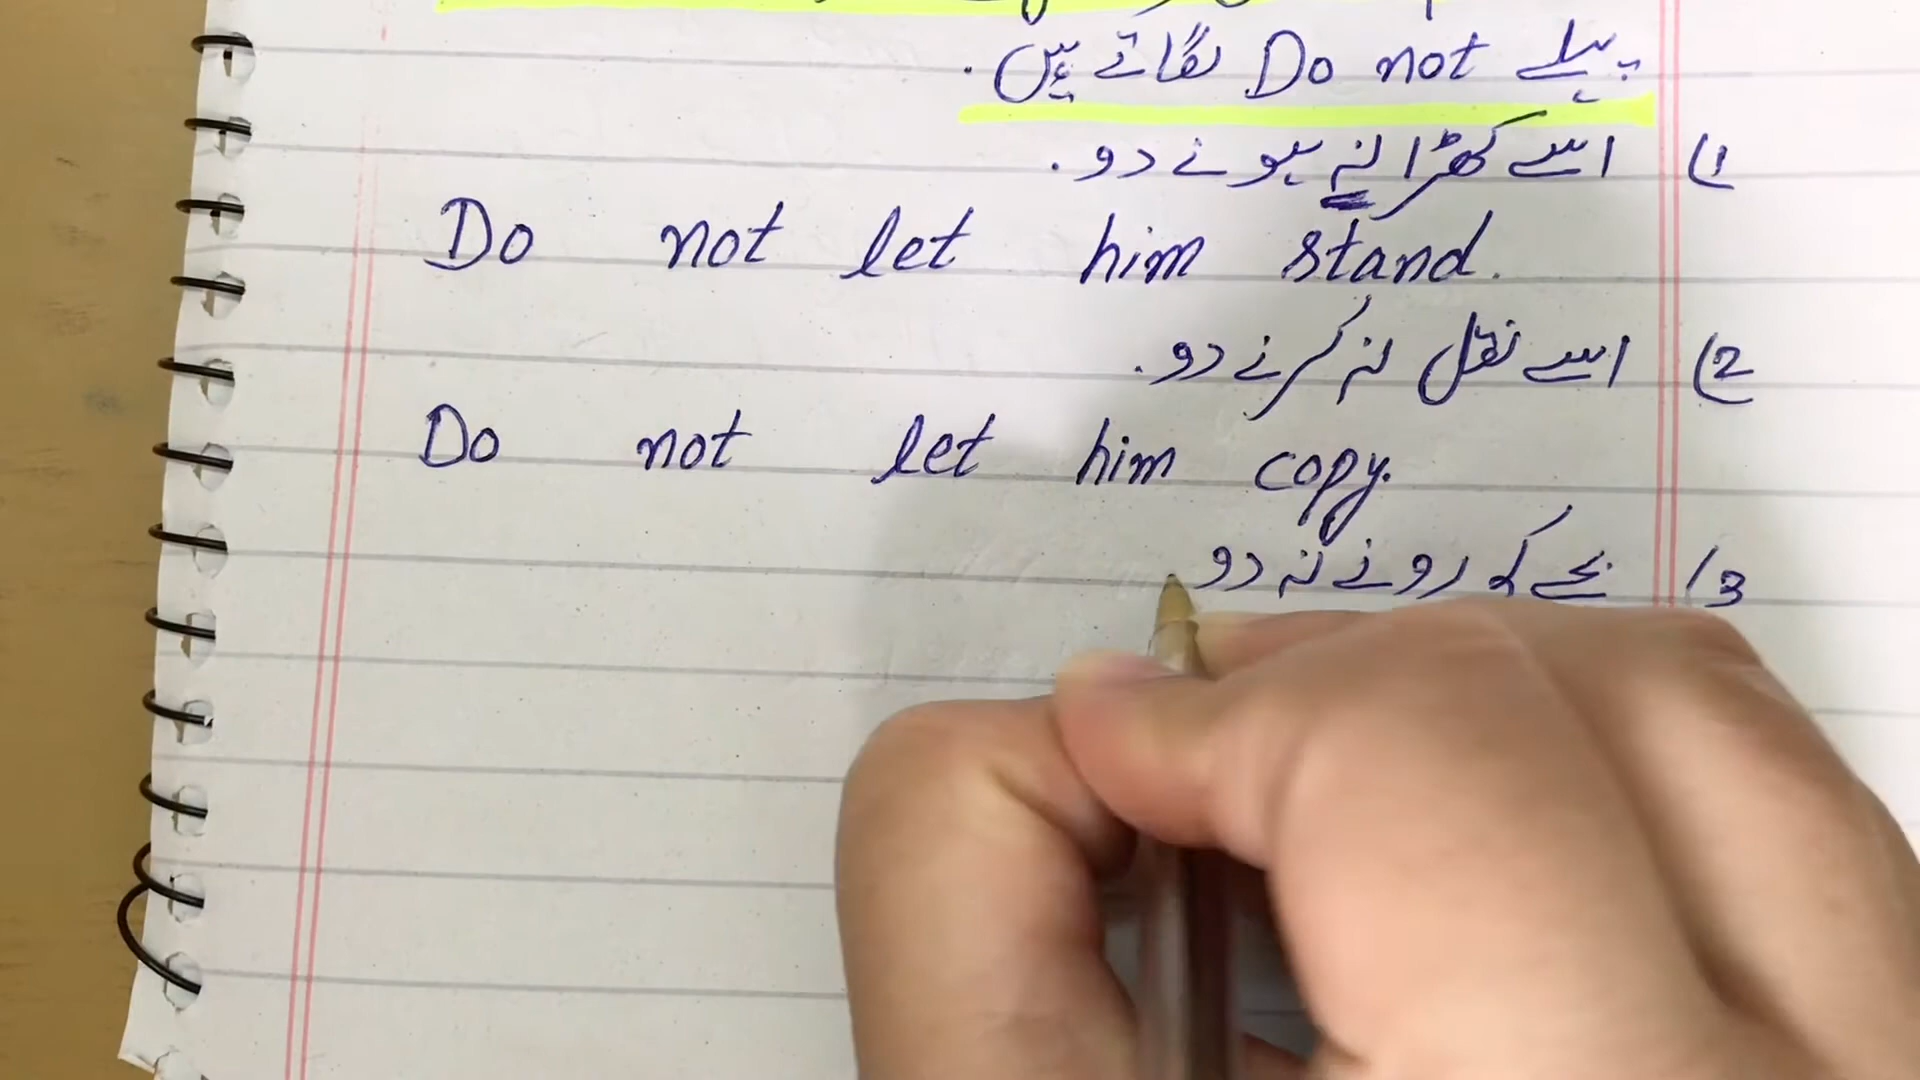 پہلے Do not لگاتے ہیں۔
1) اسے کھڑا نہ ہونے دو۔
Do not let him stand.
2) اسے نقل نہ کرنے دو۔
Do not let him copy.
3) بچے کو رونے نہ دو